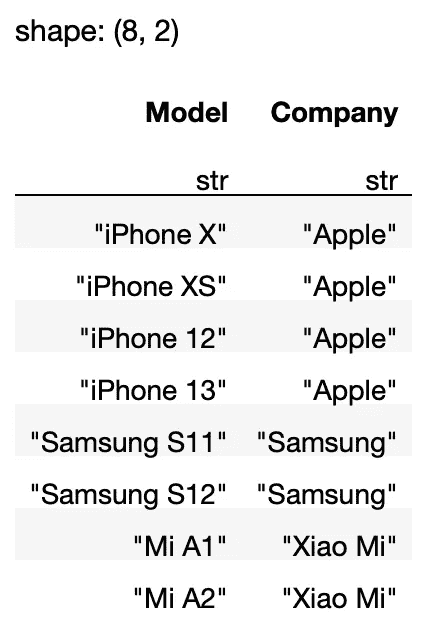 shape: (8, 2)
Model Company
str str
"iPhone X" "Apple"
"iPhone XS" "Apple"
"iPhone 12" "Apple"
"iPhone 13" "Apple"
"Samsung S11" "Samsung"
"Samsung S12" "Samsung"
"Mi A1" "Xiao Mi"
"Mi A2" "Xiao Mi"